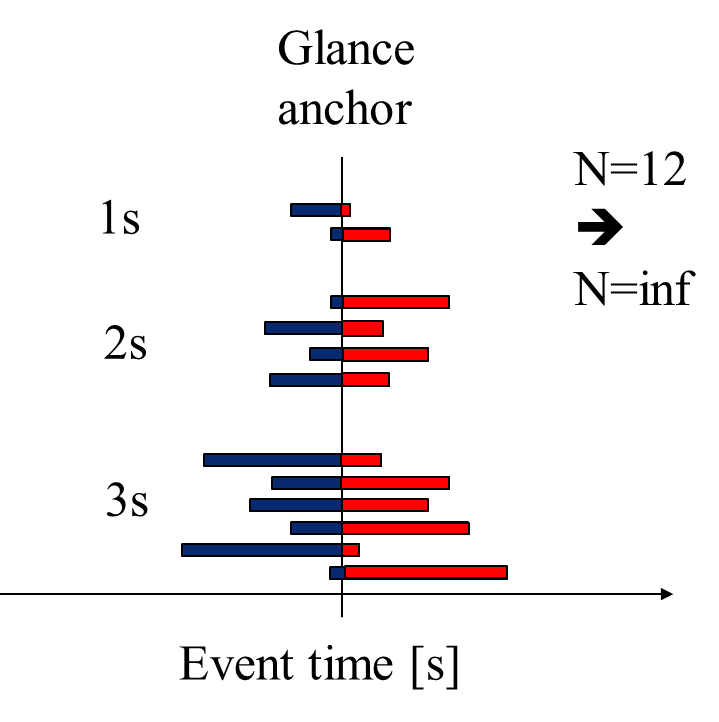 Glance
anchor
N=12
➔
N=inf
1s
2s
3s
Event time [s]